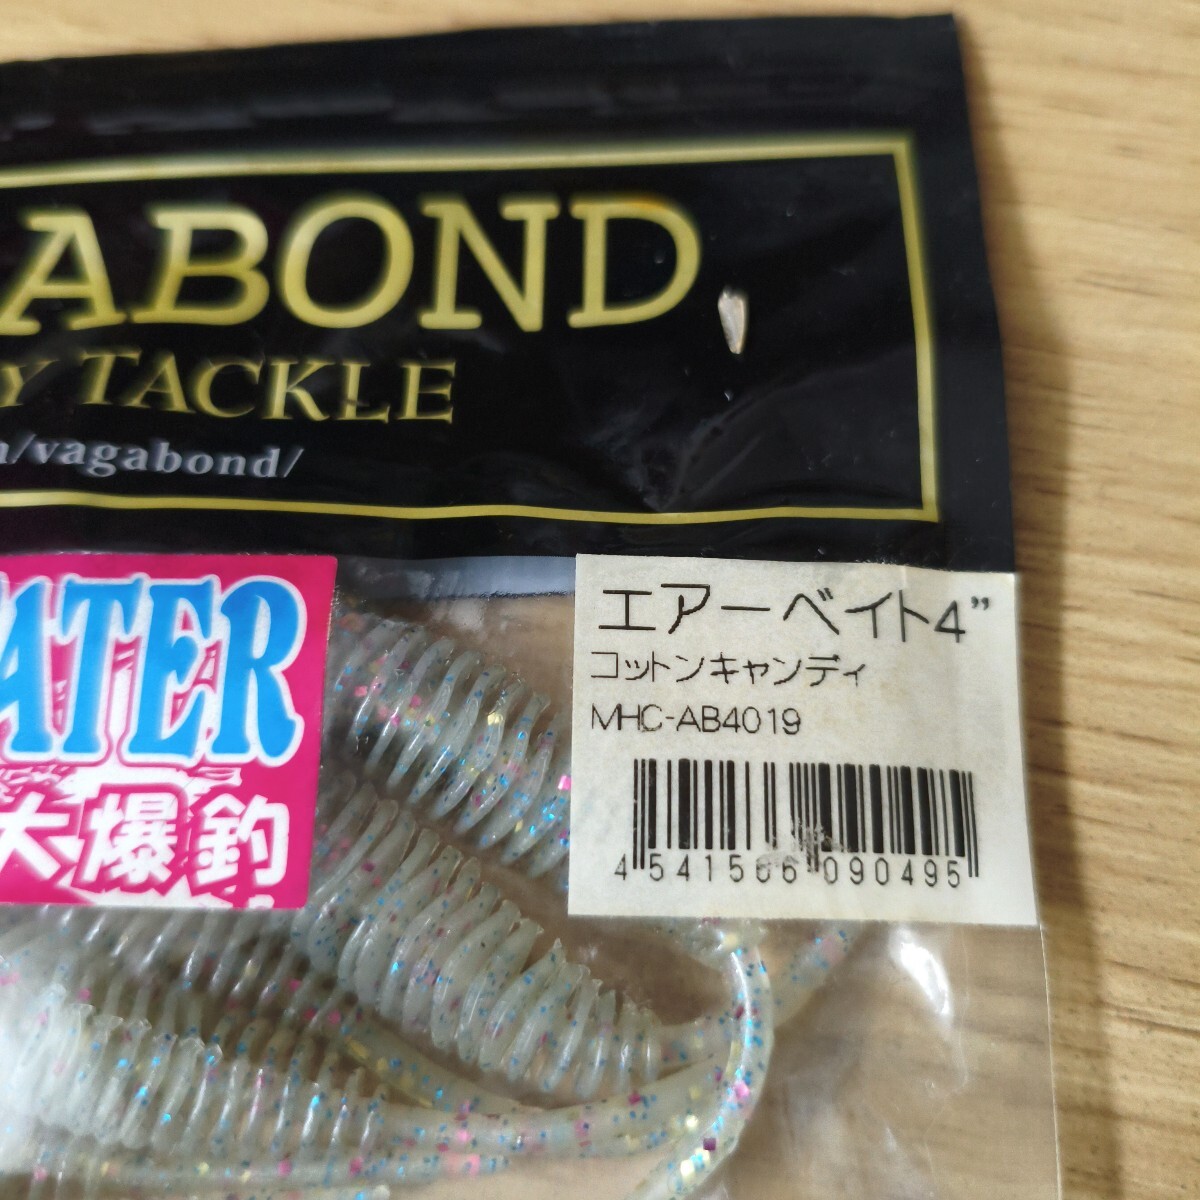 ABOND
Y TACKLE
/vagabond/
ATER
大爆釣
エアーベイト4”
コットンキャンディ
MHC-AB4019
4 541566 090495